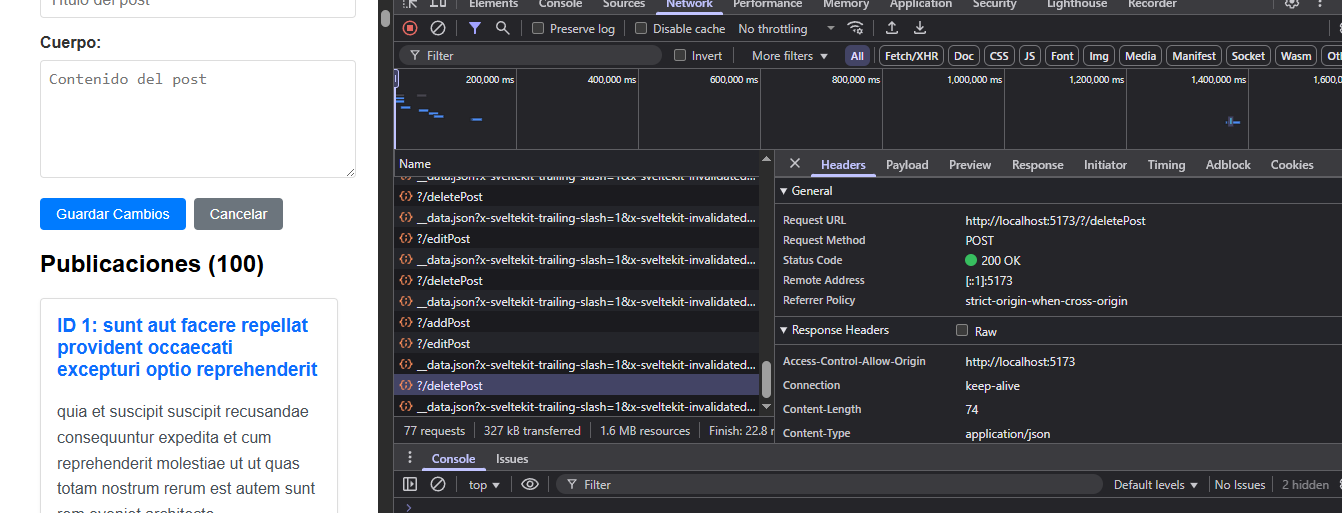 Título del post
Cuerpo:
Contenido del post
Guardar Cambios
Cancelar
Publicaciones (100)
ID 1: sunt aut facere repellat
provident occaecati
excepturi optio reprehenderit
quia et suscipit suscipit recusandae
consequuntur expedita et cum
reprehenderit molestiae ut ut quas
totam nostrum rerum est autem sunt
rem eveniet architecto
Elements Console Sources Network Performance Memory Application Security Lighthouse Recorder
Preserve log Disable cache No throttling
Filter Invert More filters All Fetch/XHR Doc CSS JS Font Img Media Manifest Socket Wasm Oth
200,000 ms 400,000 ms 600,000 ms 800,000 ms 1,000,000 ms 1,200,000 ms 1,400,000 ms 1,600,
Name
__data.json?x-sveltekit-trailing-slash=1&x-sveltekit-invalidated...
?/deletePost
__data.json?x-sveltekit-trailing-slash=1&x-sveltekit-invalidated...
?/editPost
__data.json?x-sveltekit-trailing-slash=1&x-sveltekit-invalidated...
?/deletePost
__data.json?x-sveltekit-trailing-slash=1&x-sveltekit-invalidated...
?/addPost
?/editPost
__data.json?x-sveltekit-trailing-slash=1&x-sveltekit-invalidated...
?/deletePost
__data.json?x-sveltekit-trailing-slash=1&x-sveltekit-invalidated...
77 requests 327 kB transferred 1.6 MB resources Finish: 22.8 r
Headers Payload Preview Response Initiator Timing Adblock Cookies
General
Request URL http://localhost:5173/?/deletePost
Request Method POST
Status Code 200 OK
Remote Address [::1]:5173
Referrer Policy strict-origin-when-cross-origin
Response Headers Raw
Access-Control-Allow-Origin http://localhost:5173
Connection keep-alive
Content-Length 74
Content-Type application/json
Console Issues
top Filter Default levels No Issues 2 hidden